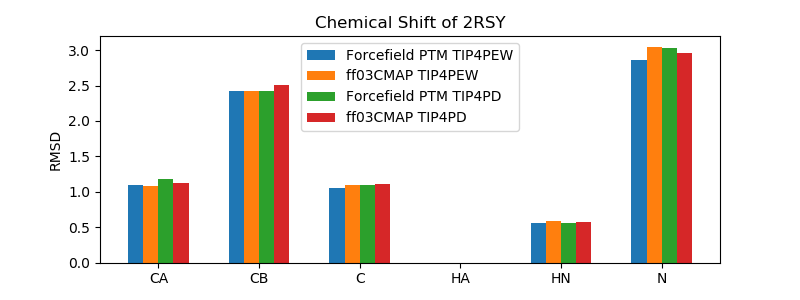 Chemical Shift of 2RSY
RMSD
3.0
2.5
2.0
1.5
1.0
0.5
0.0
Forcefield PTM TIP4PEW
ff03CMAP TIP4PEW
Forcefield PTM TIP4PD
ff03CMAP TIP4PD
CA CB C HA HN N